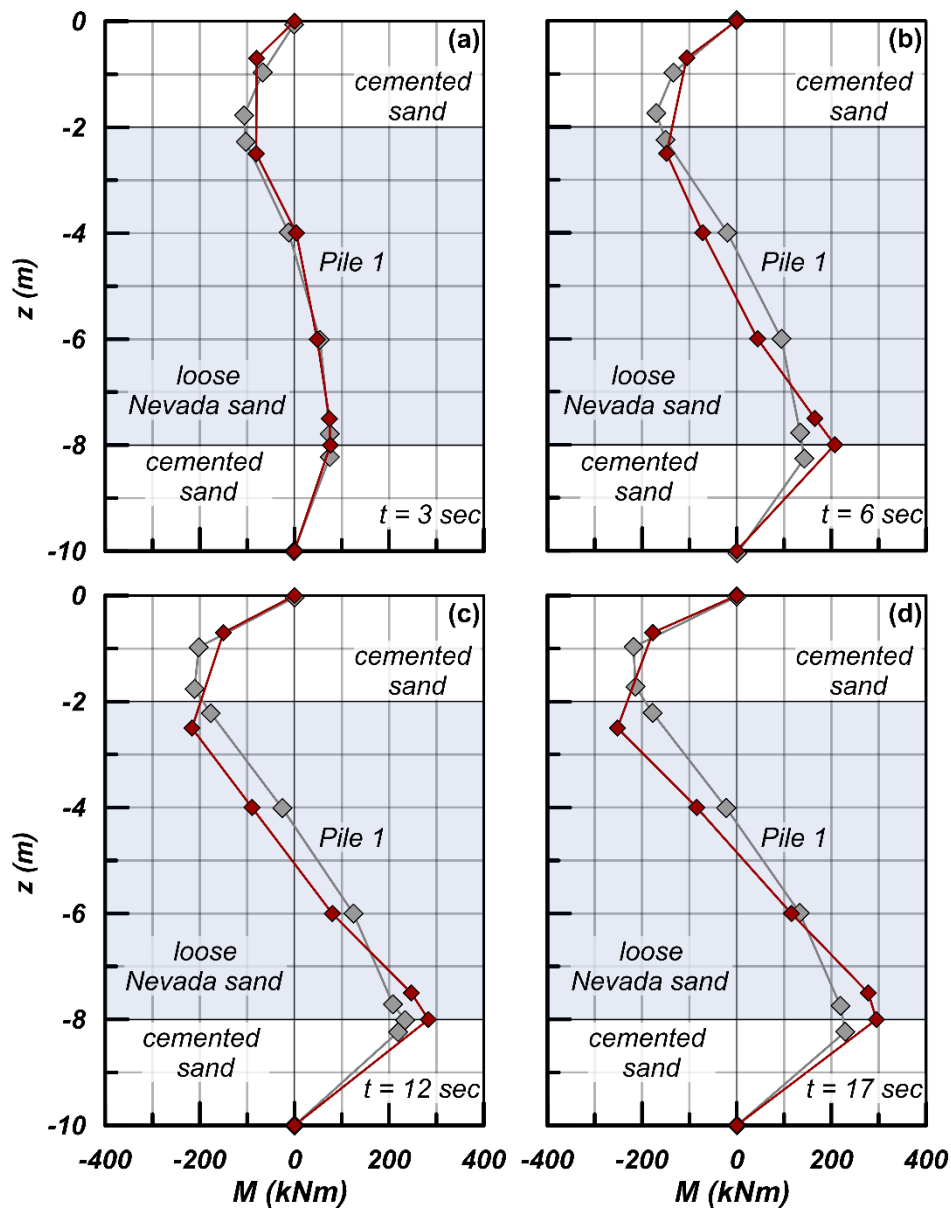 0
(a)
(b)
cemented
sand
cemented
sand
-2
-4
Pile 1
Pile 1
z (m)
-6
loose
Nevada sand
loose
Nevada sand
-8
cemented
sand
cemented
sand
t = 3 sec
t = 6 sec
-10
0
(c)
(d)
cemented
sand
cemented
sand
-2
-4
Pile 1
Pile 1
z (m)
-6
loose
Nevada sand
loose
Nevada sand
-8
cemented
sand
cemented
sand
t = 12 sec
t = 17 sec
-10
-400 -200 0 200 400
-400 -200 0 200 400
M (kNm)
M (kNm)